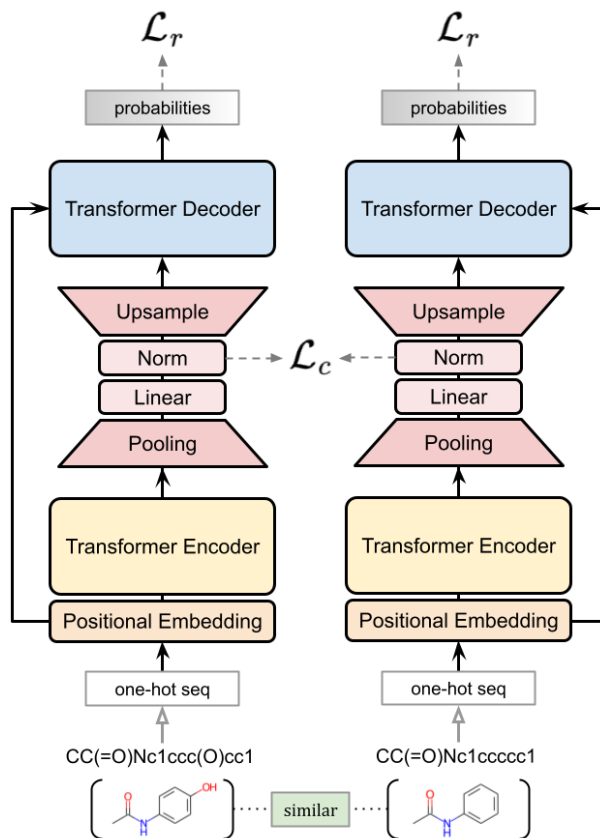 ℒr ℒr
probabilities probabilities
Transformer Decoder Transformer Decoder
Upsample Upsample
Norm ℒc Norm
Linear Linear
Pooling Pooling
Transformer Encoder Transformer Encoder
Positional Embedding Positional Embedding
one-hot seq one-hot seq
CC(=O)Nc1ccc(O)cc1 CC(=O)Nc1ccccc1
OH
O O
similar
N N
H H